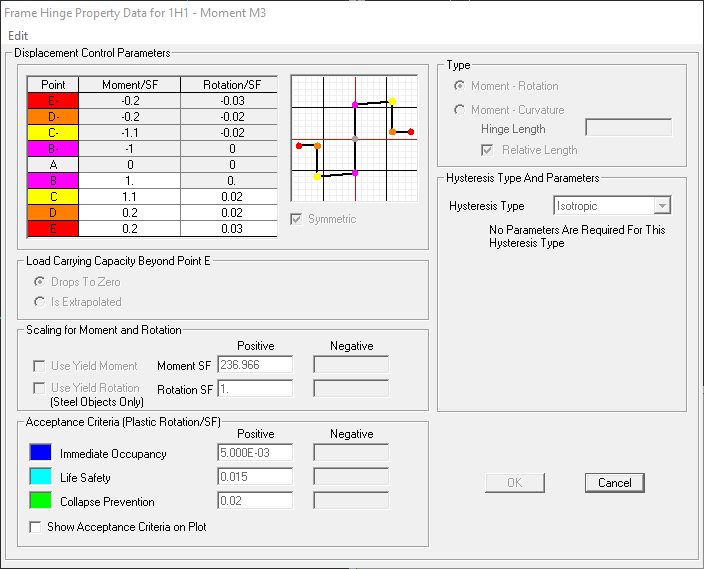 Frame Hinge Property Data for 1H1 - Moment M3
Edit
Displacement Control Parameters
Point Moment/SF Rotation/SF
E- -0.2 -0.03
D- -0.2 -0.02
C- -1.1 -0.02
B- -1 0
A 0 0
B 1. 0.
C 1.1 0.02
D 0.2 0.02
E 0.2 0.03
Symmetric
Load Carrying Capacity Beyond Point E
Drops To Zero
Is Extrapolated
Scaling for Moment and Rotation
Positive Negative
Use Yield Moment Moment SF 236.966
Use Yield Rotation Rotation SF 1.
(Steel Objects Only)
Acceptance Criteria (Plastic Rotation/SF)
Positive Negative
Immediate Occupancy 5.000E-03
Life Safety 0.015
Collapse Prevention 0.02
Show Acceptance Criteria on Plot
Type
Moment - Rotation
Moment - Curvature
Hinge Length
Relative Length
Hysteresis Type And Parameters
Hysteresis Type Isotropic
No Parameters Are Required For This
Hysteresis Type
OK Cancel